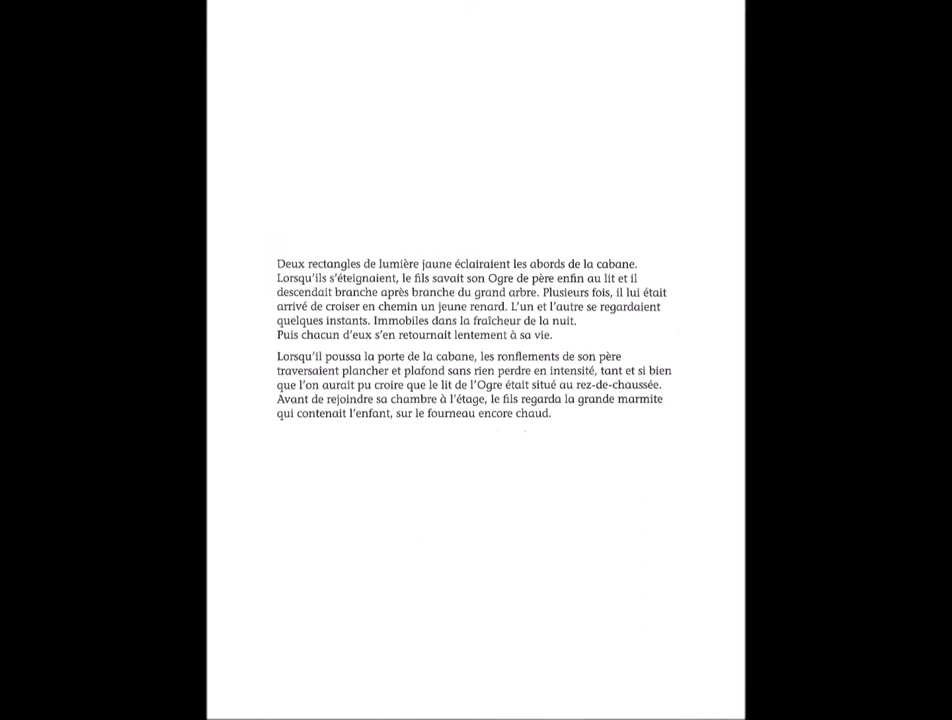 Deux rectangles de lumière jaune éclairaient les abords de la cabane.
Lorsqu'ils s'éteignaient, le fils savait son Ogre de père enfin au lit et il
descendait branche après branche du grand arbre. Plusieurs fois, il lui était
arrivé de croiser en chemin un jeune renard. L'un et l'autre se regardaient
quelques instants. Immobiles dans la fraîcheur de la nuit.
Puis chacun d'eux s'en retournait lentement à sa vie.
Lorsqu'il poussa la porte de la cabane, les ronflements de son père
traversaient plancher et plafond sans rien perdre en intensité, tant et si bien
que l'on aurait pu croire que le lit de l'Ogre était situé au rez-de-chaussée.
Avant de rejoindre sa chambre à l'étage, le fils regarda la grande marmite
qui contenait l'enfant, sur le fourneau encore chaud.